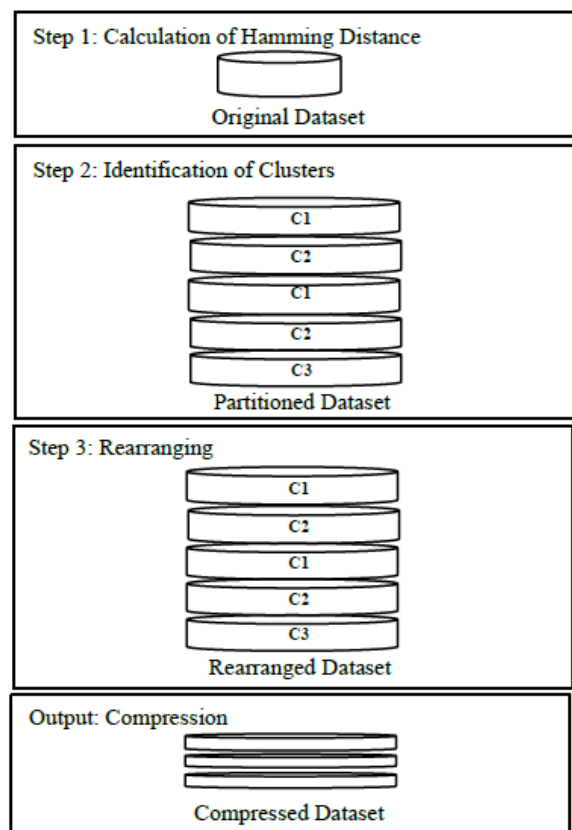 Step 1: Calculation of Hamming Distance
Original Dataset
Step 2: Identification of Clusters
C1
C2
C1
C2
C3
Partitioned Dataset
Step 3: Rearranging
C1
C2
C1
C2
C3
Rearranged Dataset
Output: Compression
Compressed Dataset